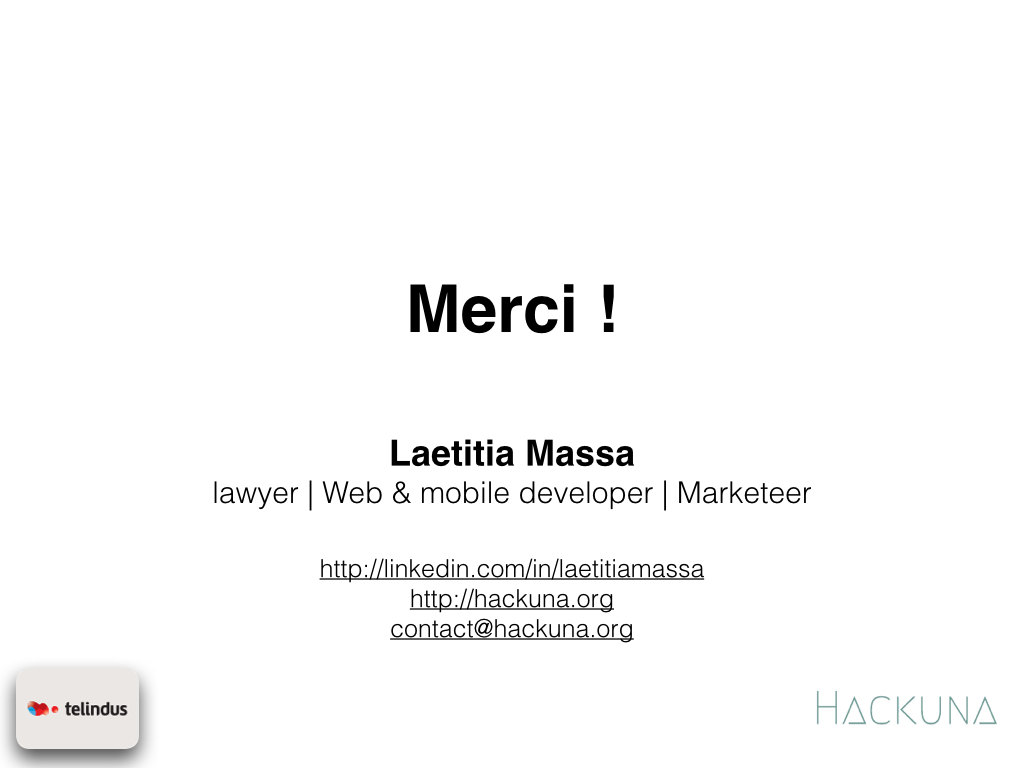 Merci !
Laetitia Massa
lawyer | Web & mobile developer | Marketeer
http://linkedin.com/in/laetitiamassa
http://hackuna.org
contact@hackuna.org
telindus
HACKUNA